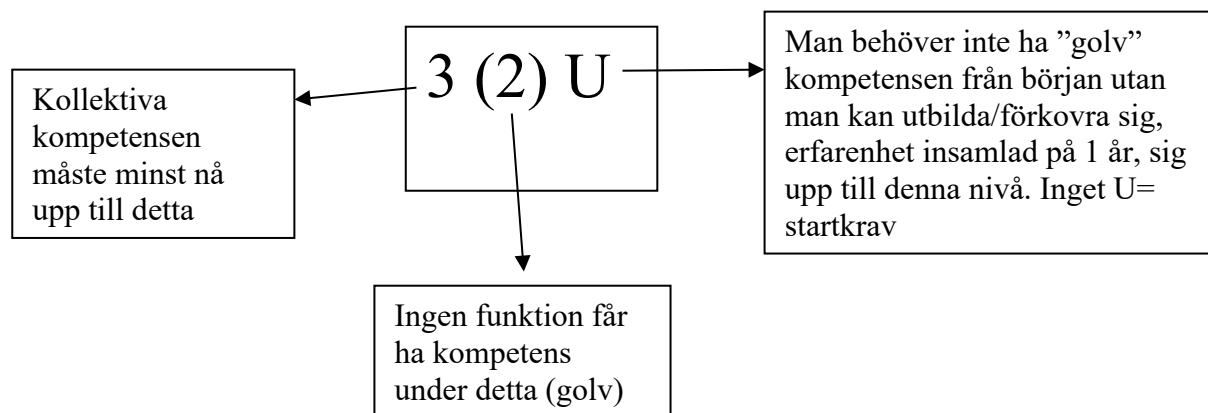 3 (2) U
Kollektiva
kompetensen
måste minst nå
upp till detta
Man behöver inte ha ”golv”
kompetensen från början utan
man kan utbilda/förkovra sig,
erfarenhet insamlad på 1 år, sig
upp till denna nivå. Inget U=
startkrav
Ingen funktion får
ha kompetens
under detta (golv)